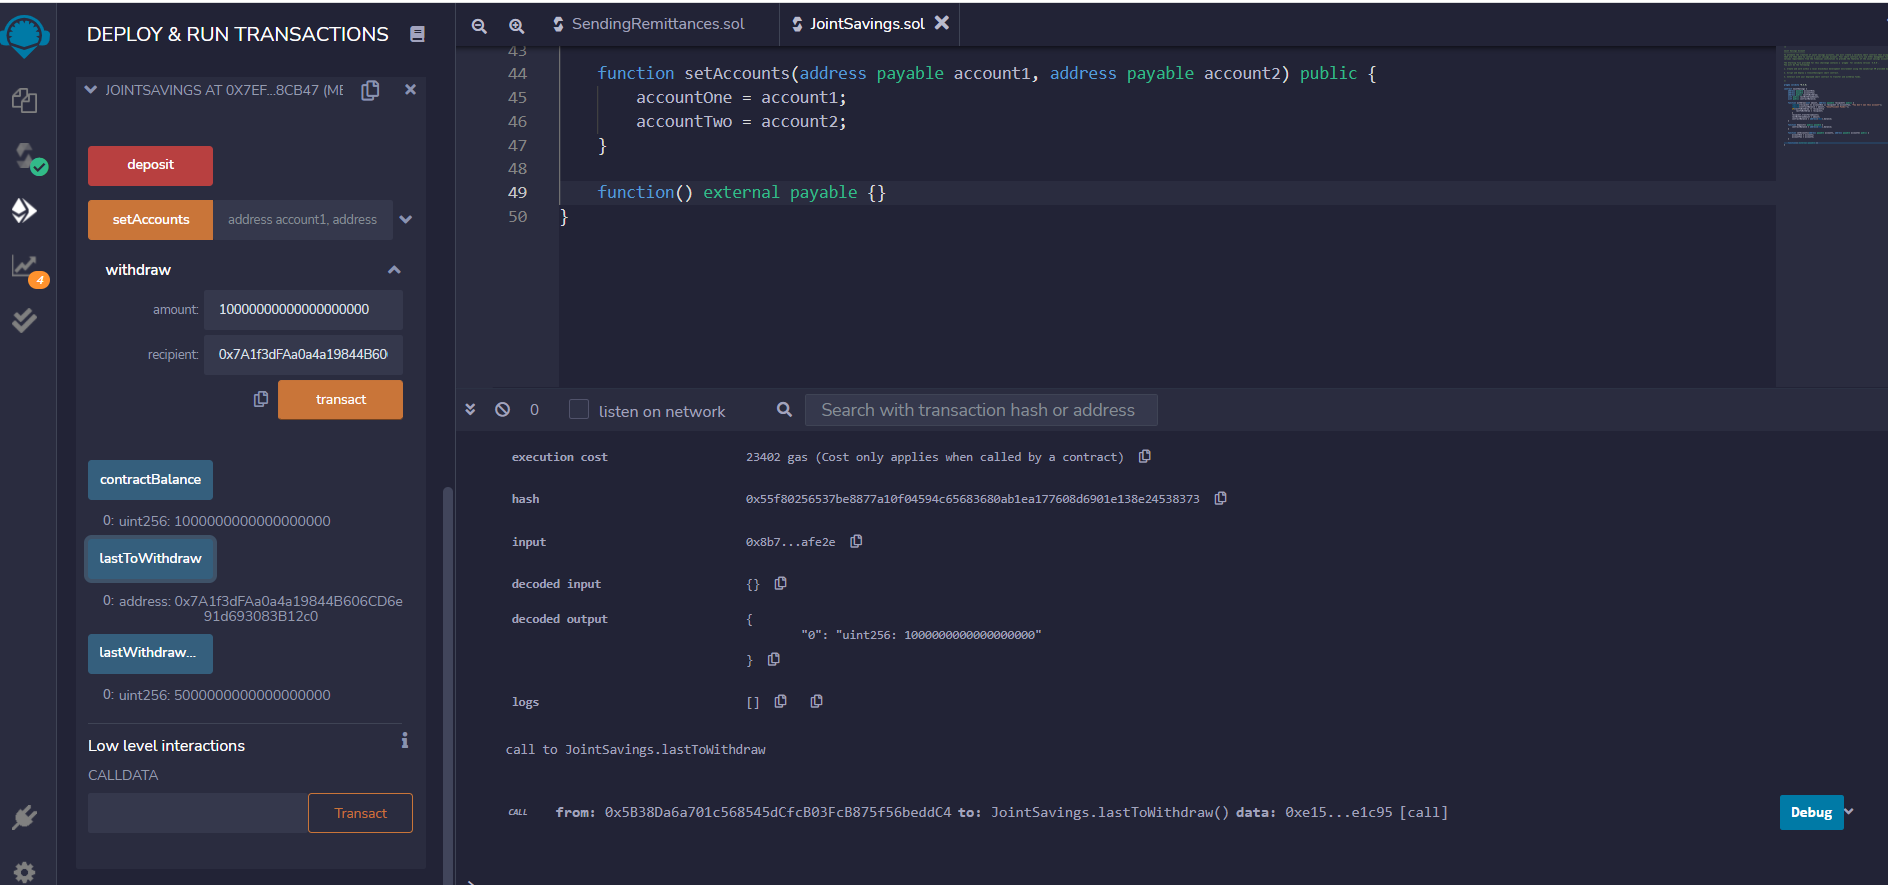 DEPLOY & RUN TRANSACTIONS
JOINTSAVINGS AT 0X7EF...8CB47 (ME
deposit
setAccounts address account1, address
withdraw
amount: 10000000000000000000
recipient: 0x7A1f3dFAa0a4a19844B60
transact
contractBalance
0: uint256: 1000000000000000000
lastToWithdraw
0: address: 0x7A1f3dFAa0a4a19844B606CD6e
91d693083B12c0
lastWithdraw...
0: uint256: 5000000000000000000
Low level interactions
CALLDATA
Transact
4
SendingRemittances.sol JointSavings.sol
43
44 function setAccounts(address payable account1, address payable account2) public {
45 accountOne = account1;
46 accountTwo = account2;
47 }
48
49 function() external payable {}
50 }
0 listen on network Search with transaction hash or address
execution cost 23402 gas (Cost only applies when called by a contract)
hash 0x55f80256537be8877a10f04594c65683680ab1ea177608d6901e138e24538373
input 0x8b7...afe2e
decoded input {}
decoded output {
"0": "uint256: 1000000000000000000"
}
logs []
call to JointSavings.lastToWithdraw
CALL from: 0x5B38Da6a701c568545dCfcB03FcB875f56beddC4 to: JointSavings.lastToWithdraw() data: 0xe15...e1c95 [call] Debug